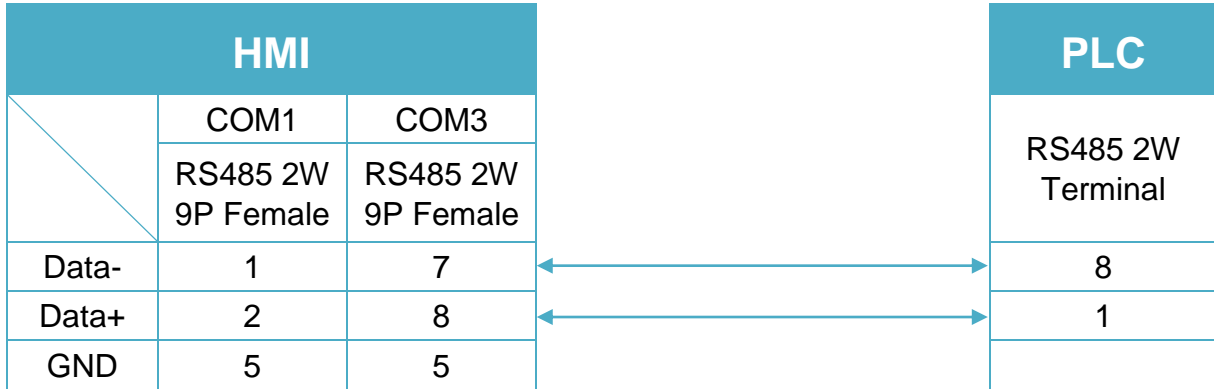 HMI PLC
COM1 COM3
RS485 2W
9P Female
RS485 2W
9P Female
RS485 2W
Terminal
Data- 1 7 8
Data+ 2 8 1
GND 5 5